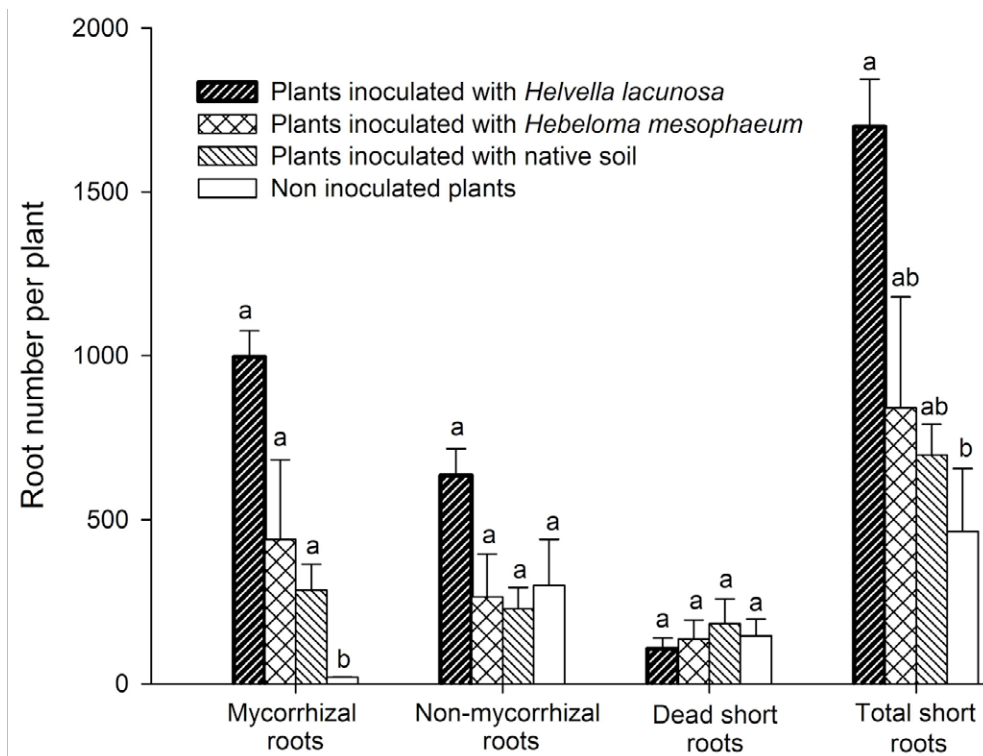 2000
1500
1000
500
0
Root number per plant
Plants inoculated with Helvella lacunosa
Plants inoculated with Hebeloma mesophaeum
Plants inoculated with native soil
Non inoculated plants
a
a
a
b
a
a
a
a
a
a
a
a
a
ab
ab
b
Mycorrhizal
roots
Non-mycorrhizal
roots
Dead short
roots
Total short
roots